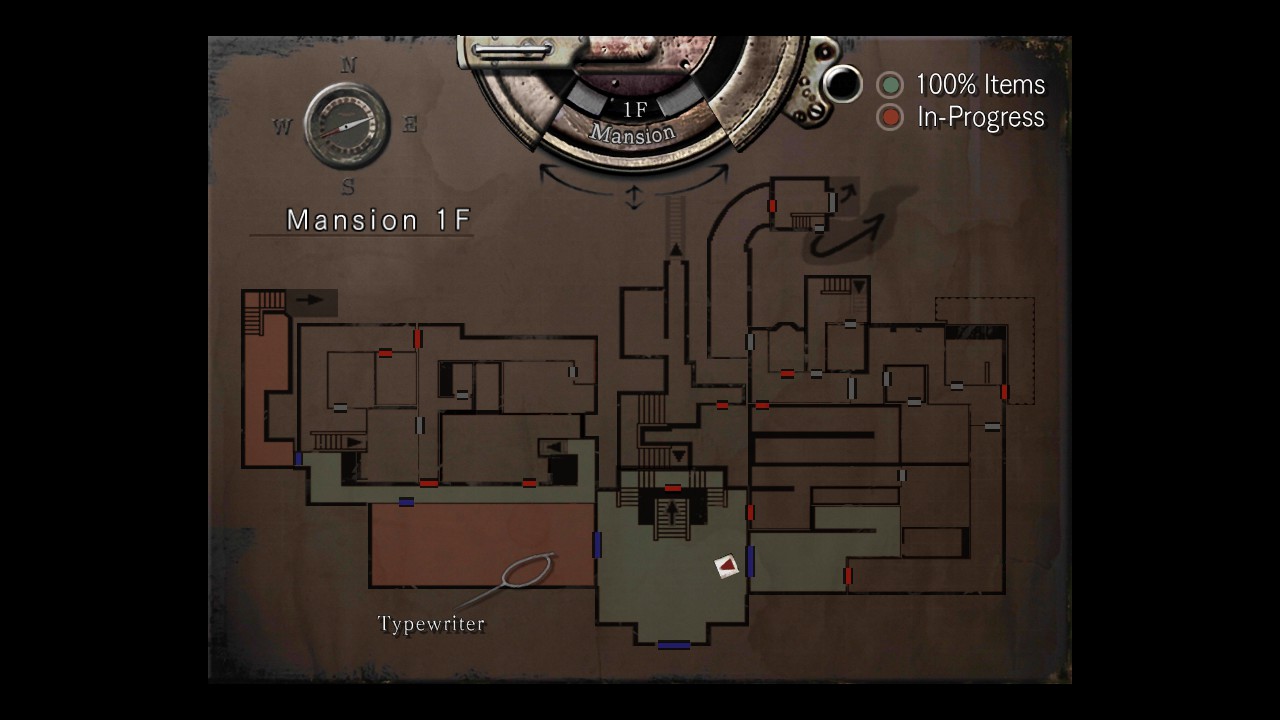 N
W E
S
1F
Mansion
100% Items
In-Progress
Mansion 1F
Typewriter